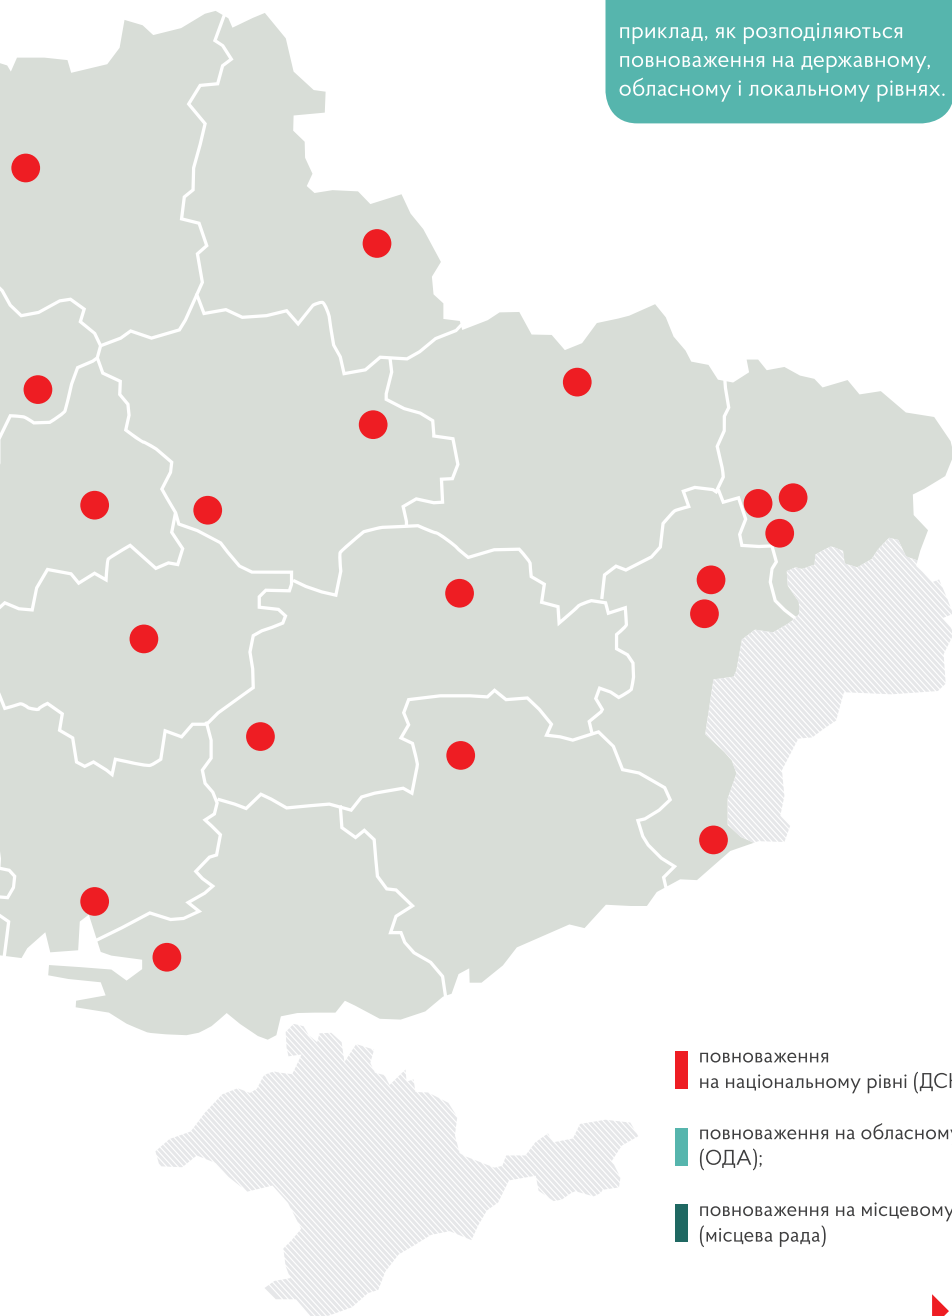 приклад, як розподіляються
повноваження на державному,
обласному і локальному рівнях.
повноваження
на національному рівні
повноваження на обласному
(ОДА);
повноваження на місцевому
(місцева рада)